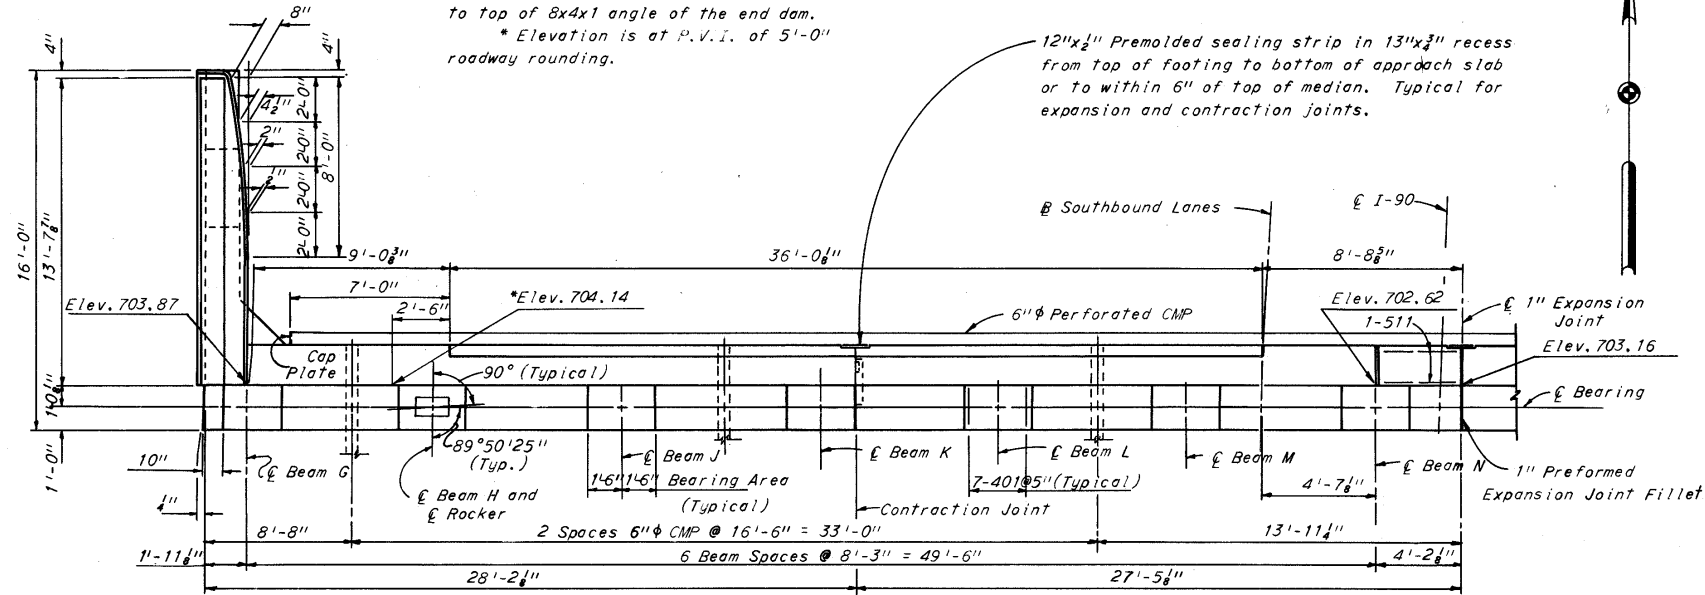 to top of 8x4x1 angle of the end dam.
* Elevation is at P.V.I. of 5'-0"
roadway rounding.
12"x½" Premolded sealing strip in 13"x¾" recess
from top of footing to bottom of approach slab
or to within 6" of top of median. Typical for
expansion and contraction joints.
8"
4"
4"
4½"
2"
½"
2'-0"
2'-0"
2'-0"
2'-0"
8'-0"
16'-0"
13'-7⅞"
1'-0⅛"
1'-0"
℄ I-90
Southbound Lanes
9'-0⅜"
36'-0⅛"
8'-8⅝"
7'-0"
2'-6"
Elev. 703.87
*Elev. 704.14
6"ϕ Perforated CMP
Elev. 702.62
1-511
℄ 1" Expansion
Joint
Elev. 703.16
Cap
Plate
90° (Typical)
℄ Bearing
89°50'25"
(Typ.)
10"
¼"
℄ Beam G
℄ Beam H and
℄ Rocker
℄ Beam J
℄ Beam K
℄ Beam L
℄ Beam M
℄ Beam N
1'-6" 1'-6" Bearing Area
(Typical)
7-401@5" (Typical)
4'-7⅛"
1" Preformed
Expansion Joint Filler
Contraction Joint
8'-8"
2 Spaces 6"ϕ CMP @ 16'-6" = 33'-0"
13'-11¼"
1'-11⅛"
6 Beam Spaces @ 8'-3" = 49'-6"
4'-2⅛"
28'-2⅛"
27'-5⅛"